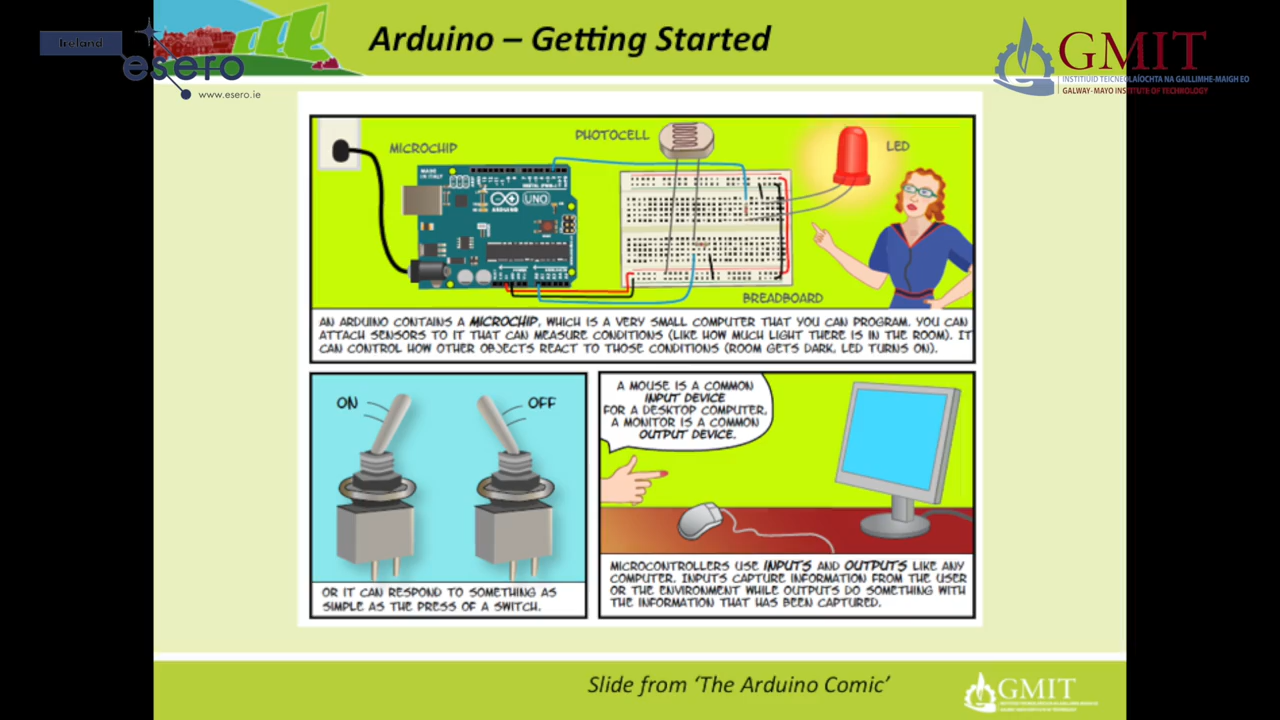 Arduino – Getting Started
Ireland
esero
www.esero.ie
GMIT
INSTITIÚID TEICNEOLAÍOCHTA NA GAILLIMHE-MAIGH EO
GALWAY-MAYO INSTITUTE OF TECHNOLOGY
MICROCHIP
PHOTOCELL
LED
MADE
IN ITALY
UNO
ARDUINO
BREADBOARD
AN ARDUINO CONTAINS A MICROCHIP, WHICH IS A VERY SMALL COMPUTER THAT YOU CAN PROGRAM. YOU CAN
ATTACH SENSORS TO IT THAT CAN MEASURE CONDITIONS (LIKE HOW MUCH LIGHT THERE IS IN THE ROOM). IT
CAN CONTROL HOW OTHER OBJECTS REACT TO THOSE CONDITIONS (ROOM GETS DARK, LED TURNS ON).
ON
OFF
OR IT CAN RESPOND TO SOMETHING AS
SIMPLE AS THE PRESS OF A SWITCH.
A MOUSE IS A COMMON
INPUT DEVICE
FOR A DESKTOP COMPUTER,
A MONITOR IS A COMMON
OUTPUT DEVICE.
MICROCONTROLLERS USE INPUTS AND OUTPUTS LIKE ANY
COMPUTER. INPUTS CAPTURE INFORMATION FROM THE USER
OR THE ENVIRONMENT WHILE OUTPUTS DO SOMETHING WITH
THE INFORMATION THAT HAS BEEN CAPTURED.
Slide from ‘The Arduino Comic’
GMIT